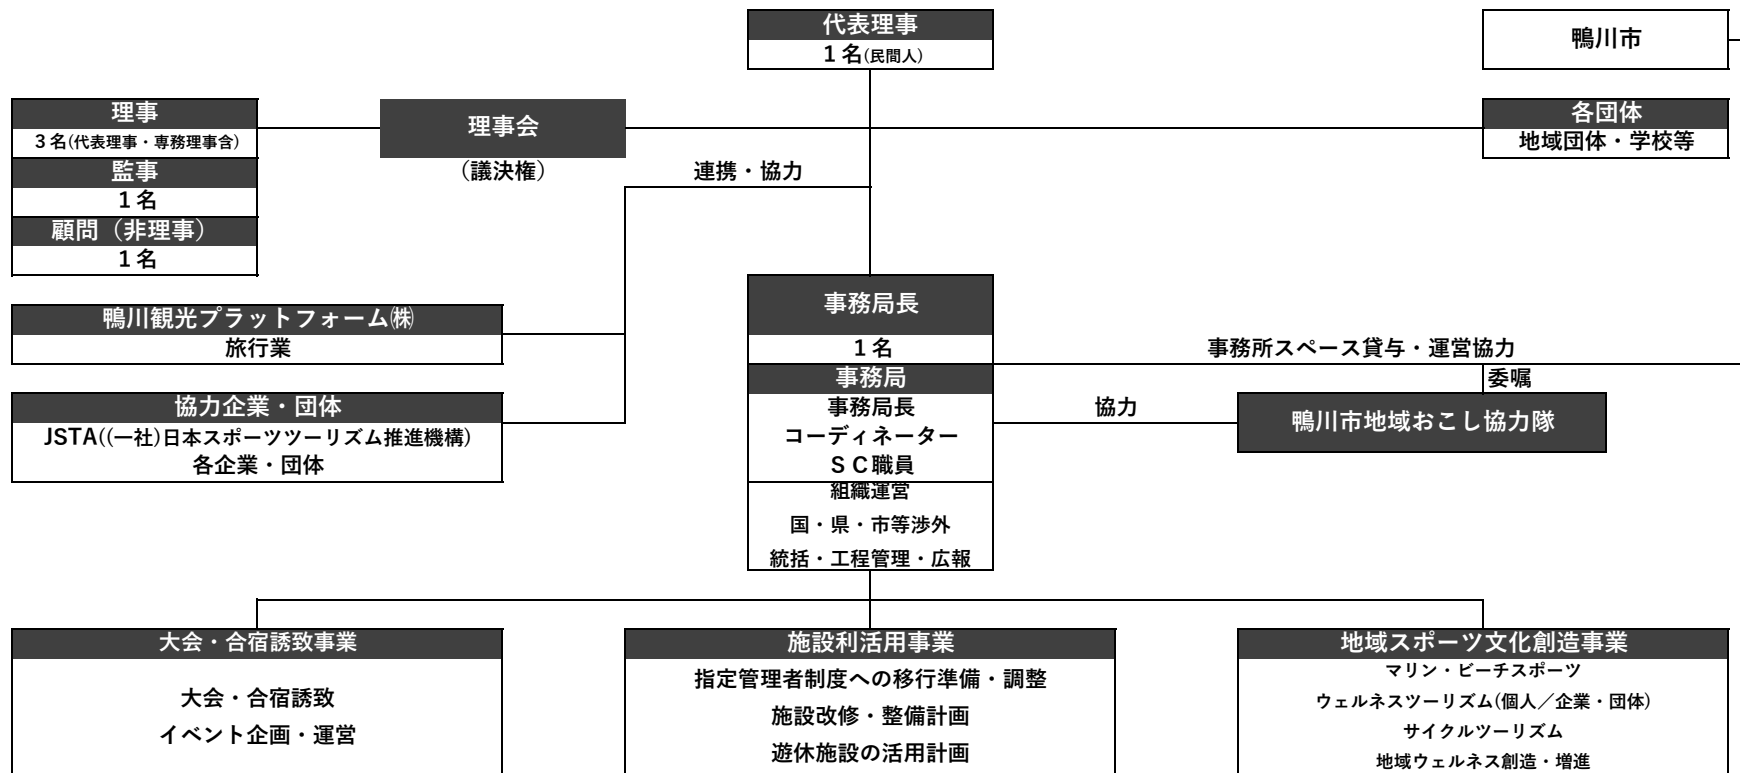 代表理事
1名(民間人)
鴨川市
理事
3名(代表理事・専務理事含)
監事
1名
顧問（非理事）
1名
理事会
（議決権）
各団体
地域団体・学校等
連携・協力
鴨川観光プラットフォーム㈱
旅行業
協力企業・団体
JSTA((一社)日本スポーツツーリズム推進機構)
各企業・団体
事務局長
1名
事務局
事務局長
コーディネーター
ＳＣ職員
組織運営
国・県・市等渉外
統括・工程管理・広報
事務所スペース貸与・運営協力
委嘱
協力
鴨川市地域おこし協力隊
大会・合宿誘致事業
大会・合宿誘致
イベント企画・運営
施設利活用事業
指定管理者制度への移行準備・調整
施設改修・整備計画
遊休施設の活用計画
地域スポーツ文化創造事業
マリン・ビーチスポーツ
ウェルネスツーリズム(個人／企業・団体)
サイクルツーリズム
地域ウェルネス創造・増進